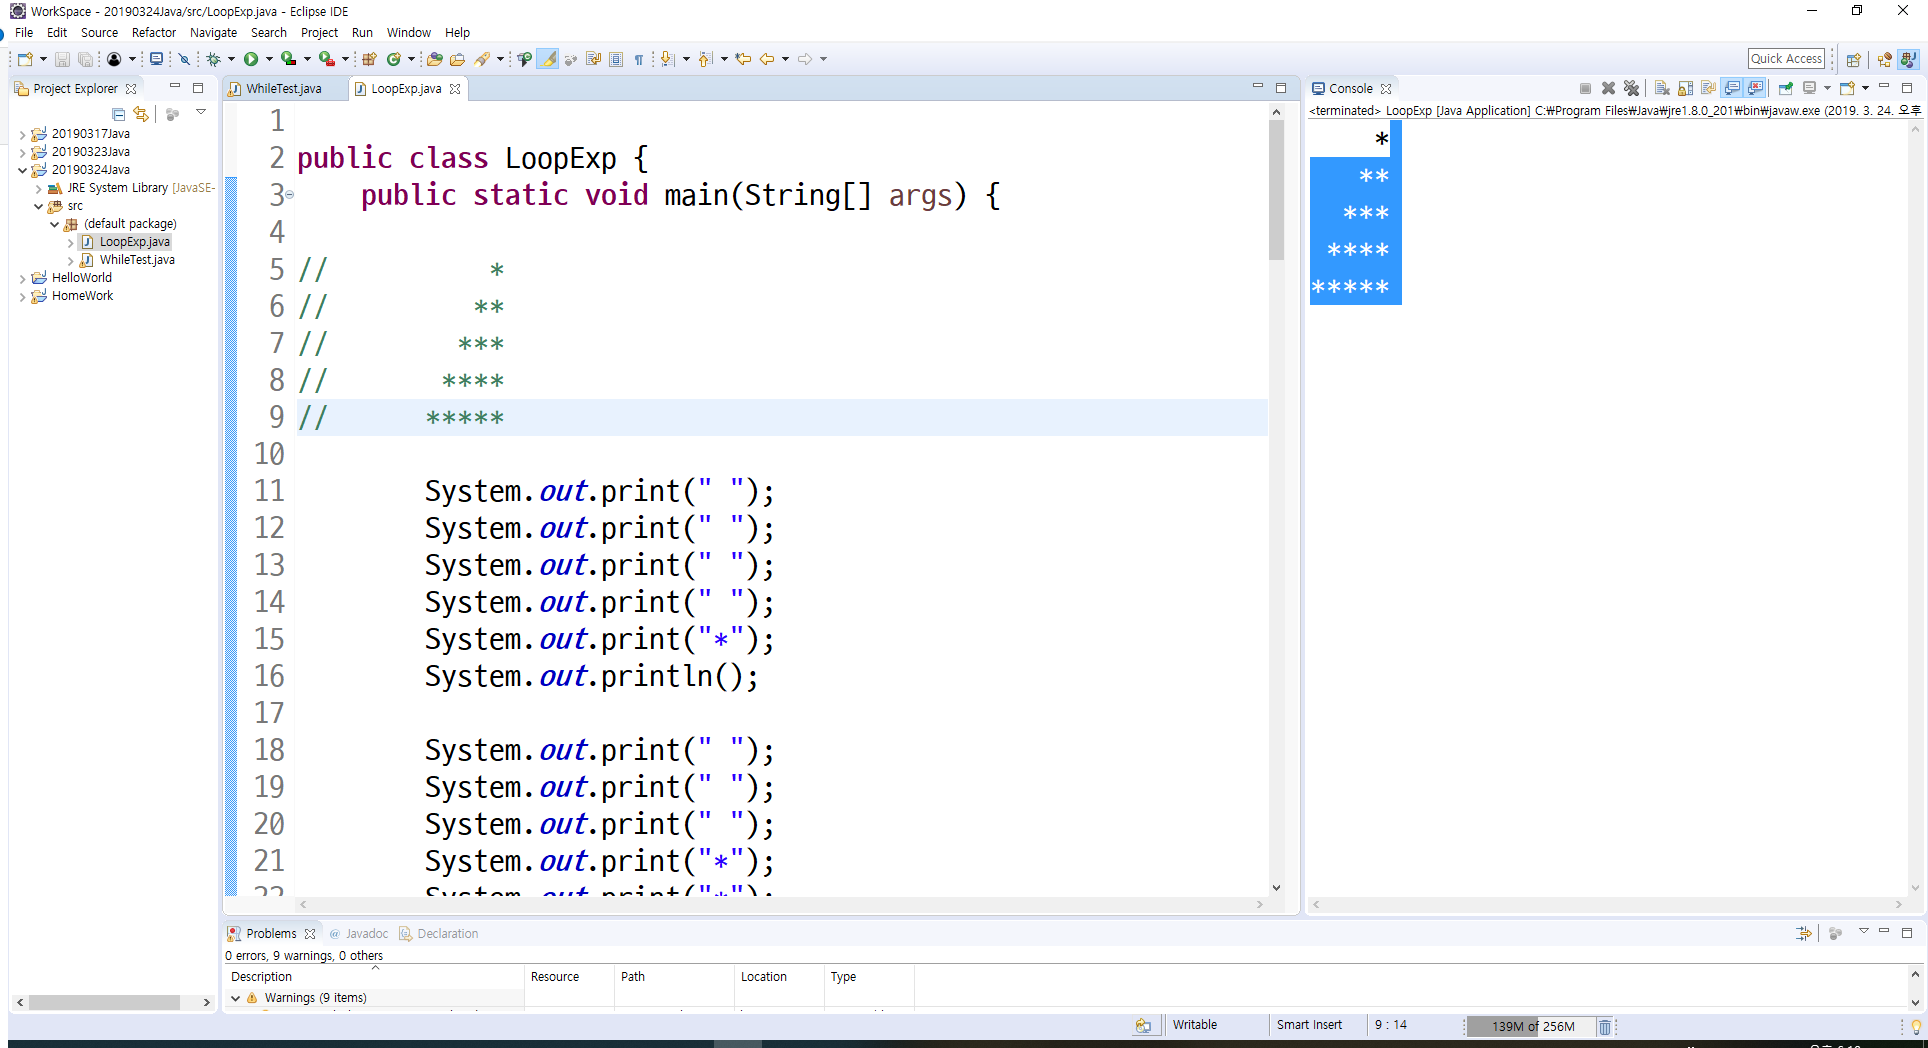 WorkSpace - 20190324Java/src/LoopExp.java - Eclipse IDE
File Edit Source Refactor Navigate Search Project Run Window Help
Quick Access
Project Explorer
20190317Java
20190323Java
20190324Java
JRE System Library [JavaSE-
src
(default package)
LoopExp.java
WhileTest.java
HelloWorld
HomeWork
WhileTest.java LoopExp.java
1
2 public class LoopExp {
3     public static void main(String[] args) {
4
5 //          *
6 //         **
7 //        ***
8 //       ****
9 //      *****
10
11         System.out.print(" ");
12         System.out.print(" ");
13         System.out.print(" ");
14         System.out.print(" ");
15         System.out.print("*");
16         System.out.println();
17
18         System.out.print(" ");
19         System.out.print(" ");
20         System.out.print(" ");
21         System.out.print("*");
22         System.out.print("*");
Console
<terminated> LoopExp [Java Application] C:₩Program Files₩Java₩jre1.8.0_201₩bin₩javaw.exe (2019. 3. 24. 오후
    *
   **
  ***
 ****
*****
Problems @ Javadoc Declaration
0 errors, 9 warnings, 0 others
Description Resource Path Location Type
Warnings (9 items)
Writable Smart Insert 9 : 14 139M of 256M